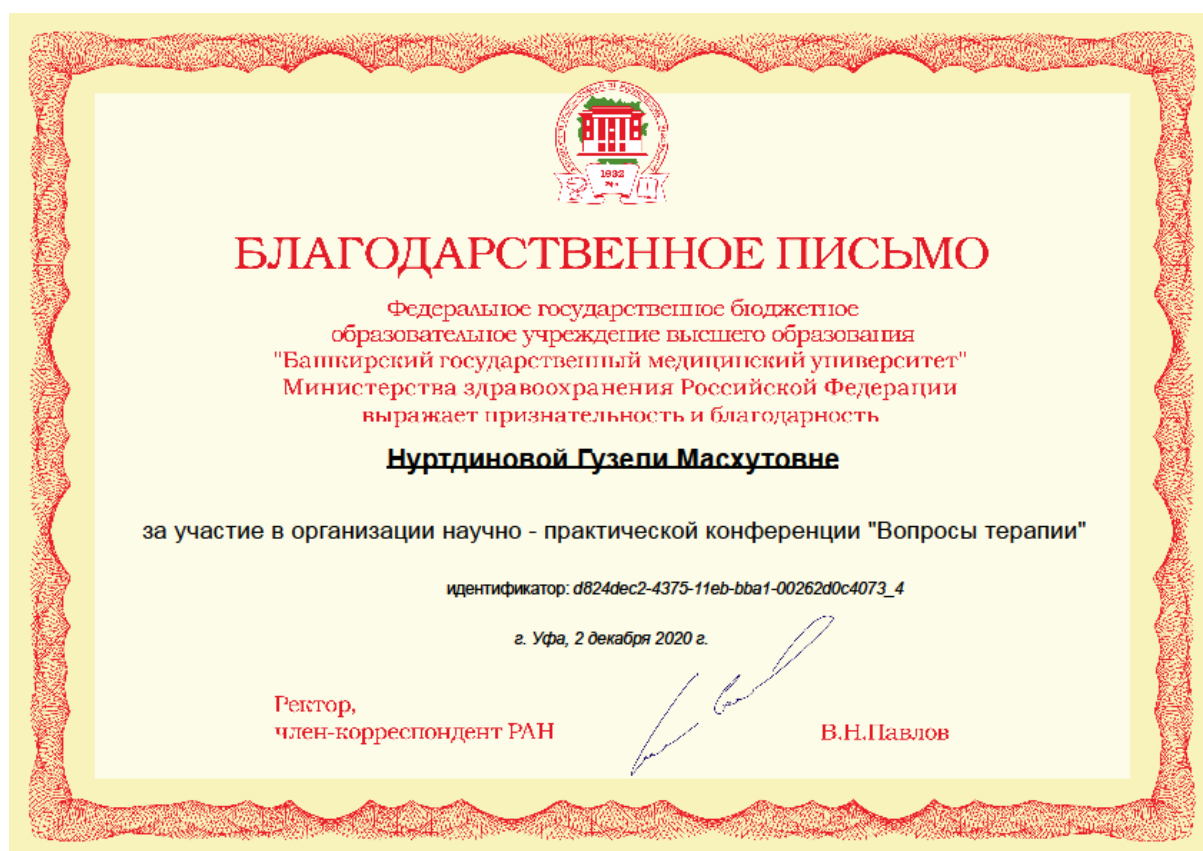 1932
БЛАГОДАРСТВЕННОЕ ПИСЬМО
Федеральное государственное бюджетное
образовательное учреждение высшего образования
"Башкирский государственный медицинский университет"
Министерства здравоохранения Российской Федерации
выражает признательность и благодарность
Нуртдиновой Гузели Масхутовне
за участие в организации научно - практической конференции "Вопросы терапии"
идентификатор: d824dec2-4375-11eb-bba1-00262d0c4073_4
г. Уфа, 2 декабря 2020 г.
Ректор,
член-корреспондент РАН
В.Н.Павлов